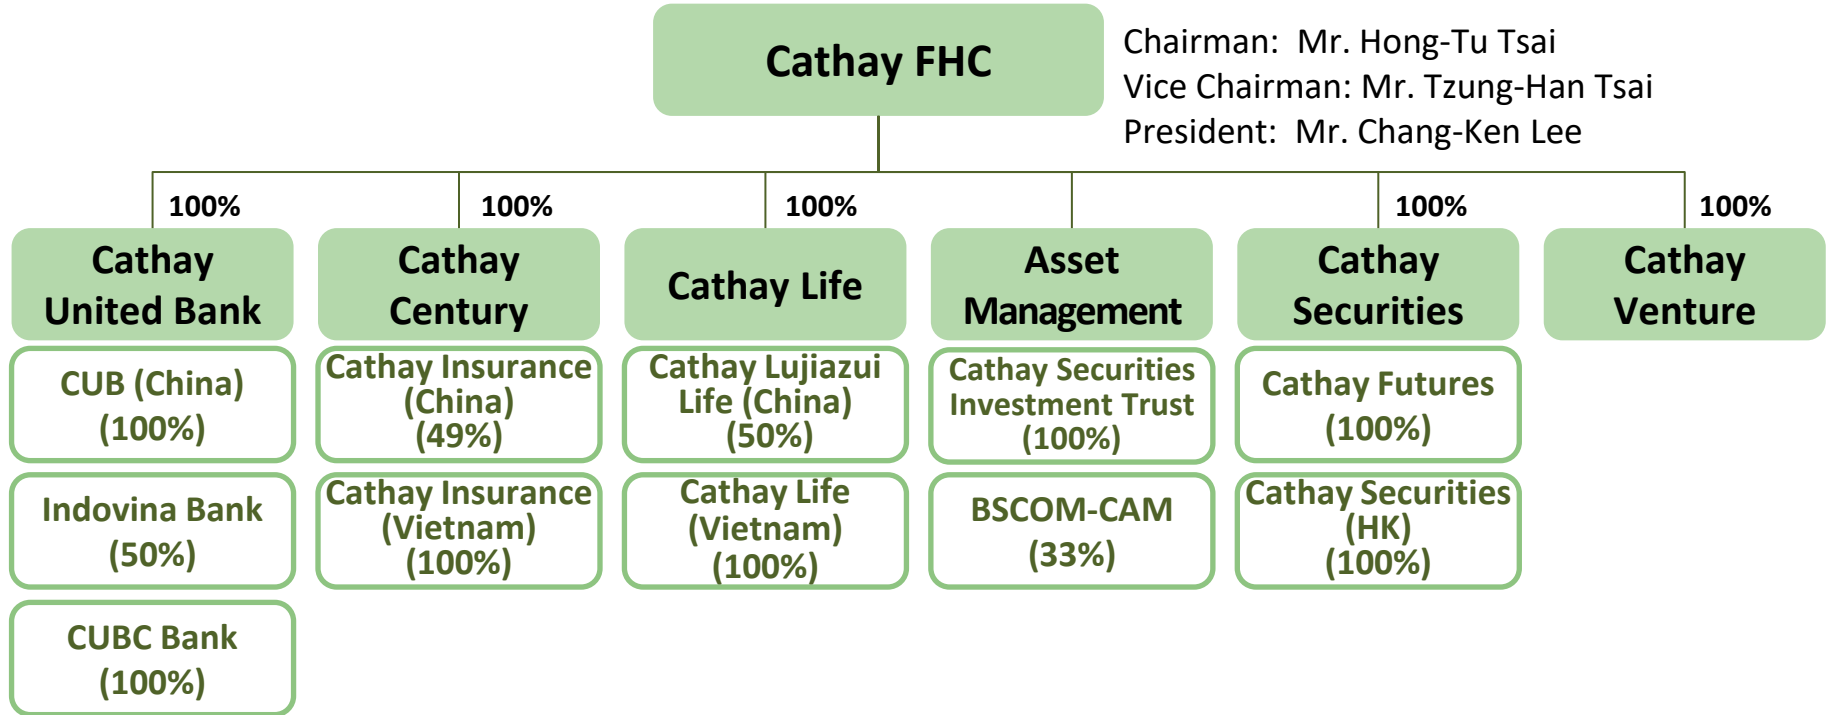 Cathay FHC
Chairman: Mr. Hong-Tu Tsai
Vice Chairman: Mr. Tzung-Han Tsai
President: Mr. Chang-Ken Lee
100%
100%
100%
100%
100%
Cathay
United Bank
Cathay
Century
Cathay Life
Asset
Management
Cathay
Securities
Cathay
Venture
CUB (China)
(100%)
Cathay Insurance
(China)
(49%)
Cathay Lujiazui
Life (China)
(50%)
Cathay Securities
Investment Trust
(100%)
Cathay Futures
(100%)
Indovina Bank
(50%)
Cathay Insurance
(Vietnam)
(100%)
Cathay Life
(Vietnam)
(100%)
BSCOM-CAM
(33%)
Cathay Securities
(HK)
(100%)
CUBC Bank
(100%)